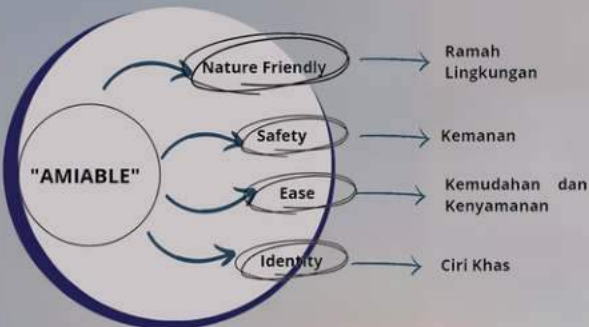 Nature Friendly
Ramah
Lingkungan
Safety
Kemanan
"AMIABLE"
Ease
Kemudahan dan
Kenyamanan
Identity
Ciri Khas